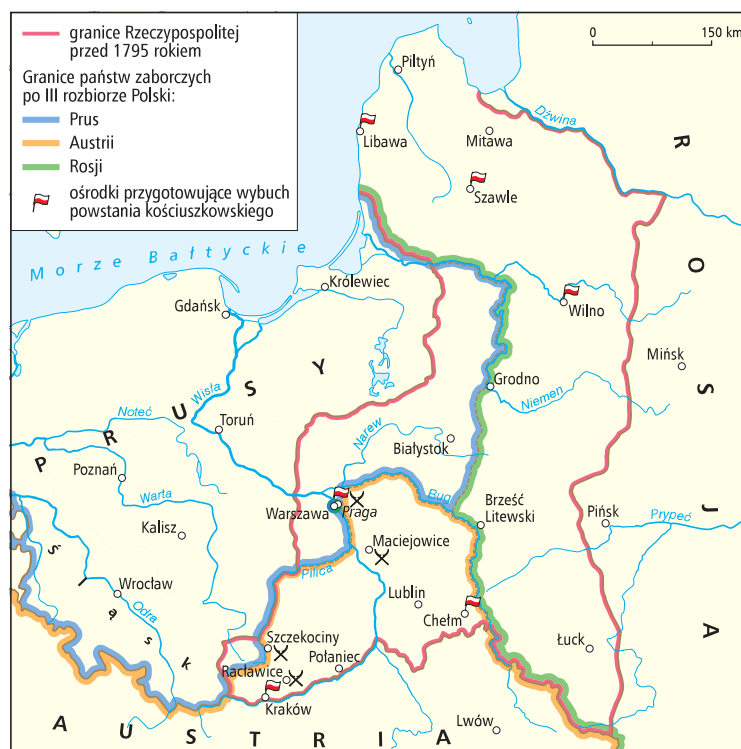 granice Rzeczypospolitej
przed 1795 rokiem
Granice państw zaborczych
po III rozbiorze Polski:
Prus
Austrii
Rosji
ośrodki przygotowujące wybuch
powstania kościuszkowskiego
0 150 km
Piltyń
Dźwina
Libawa
Mitawa
Szawle
R O S J A
Morze Bałtyckie
Królewiec
Gdańsk
Wilno
Mińsk
Grodno
Niemen
P R U S Y
Wisła
Noteć
Toruń
Narew
Białystok
Poznań
Warta
Bug
Warszawa
Praga
Brześć
Litewski
Pińsk
Prypeć
Kalisz
Maciejowice
Pilica
Śląsk
Wrocław
Odra
Lublin
Chełm
Szczekociny
Połaniec
Łuck
Racławice
Kraków
Lwów
A U S T R I A